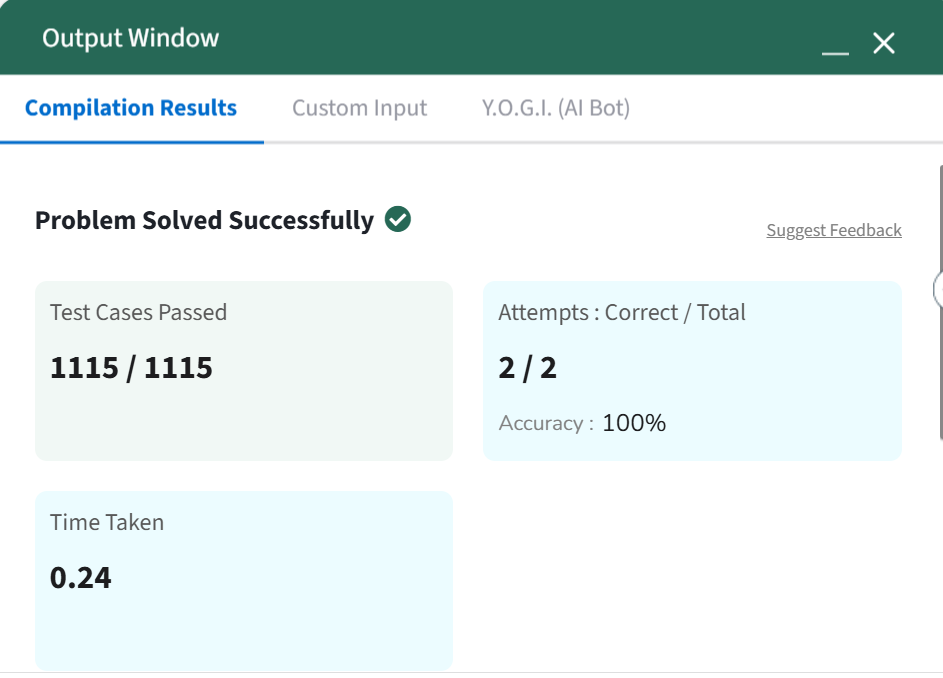 Output Window
Compilation Results
Custom Input
Y.O.G.I. (AI Bot)
Problem Solved Successfully
Suggest Feedback
Test Cases Passed
1115 / 1115
Attempts : Correct / Total
2 / 2
Accuracy : 100%
Time Taken
0.24